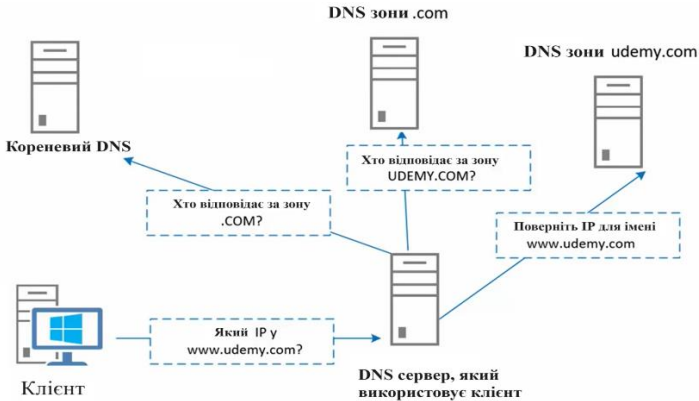 DNS зони .com
DNS зони udemy.com
Кореневий DNS
Хто відповідає за зону
UDEMY.COM?
Хто відповідає за зону
.COM?
Поверніть IP для імені
www.udemy.com
Який IP у
www.udemy.com?
Клієнт
DNS сервер, який
використовує клієнт